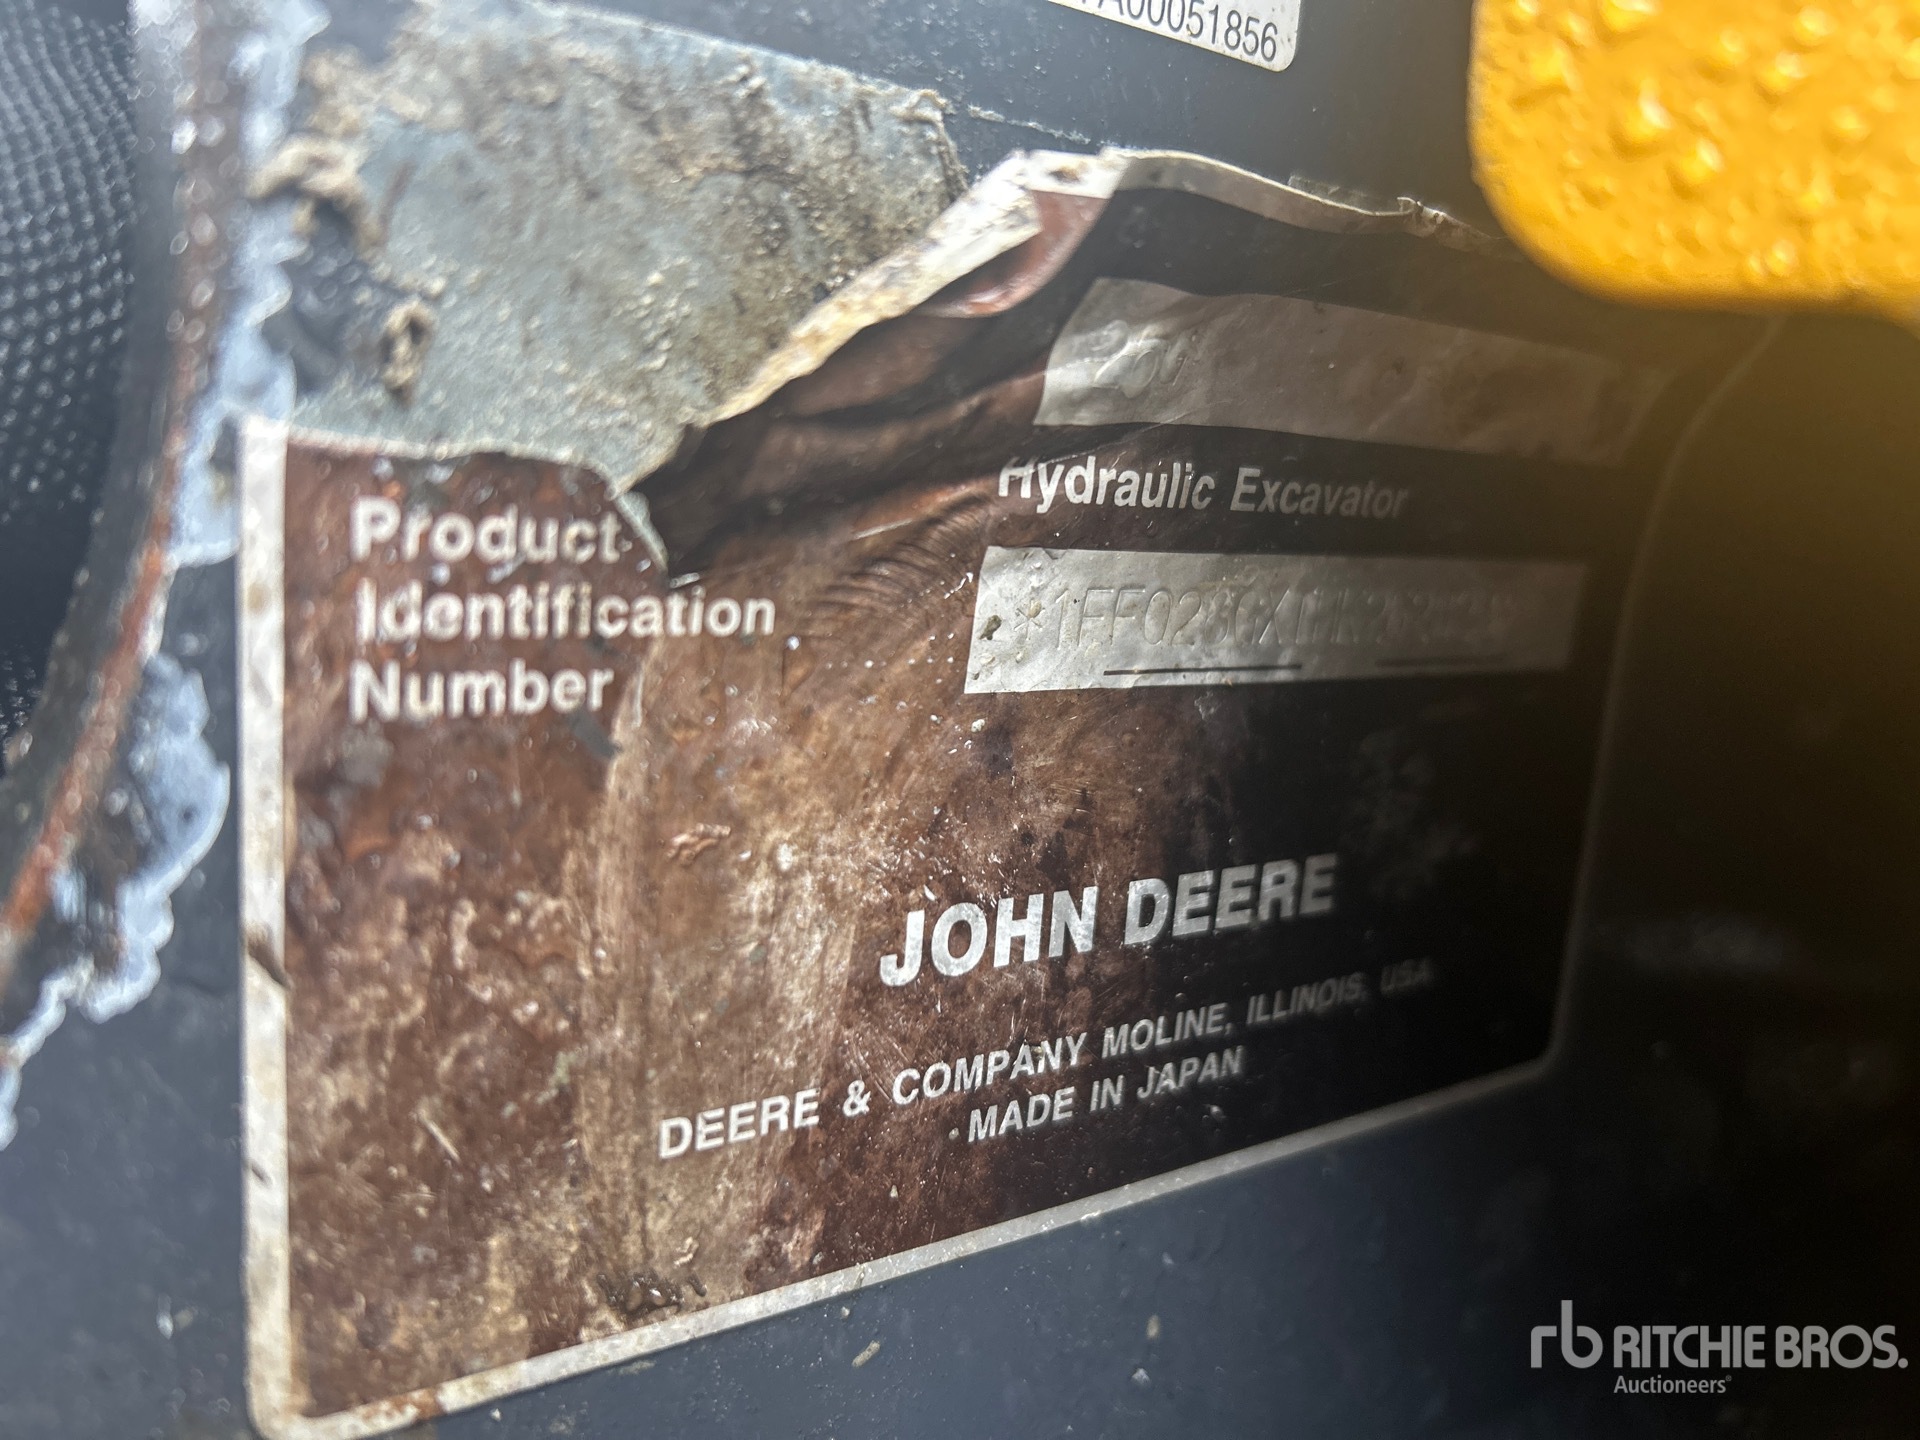 00051856
Product
Identification
Number
Hydraulic Excavator
JOHN DEERE
DEERE & COMPANY MOLINE, ILLINOIS, USA
MADE IN JAPAN
rb RITCHIE BROS.
Auctioneers